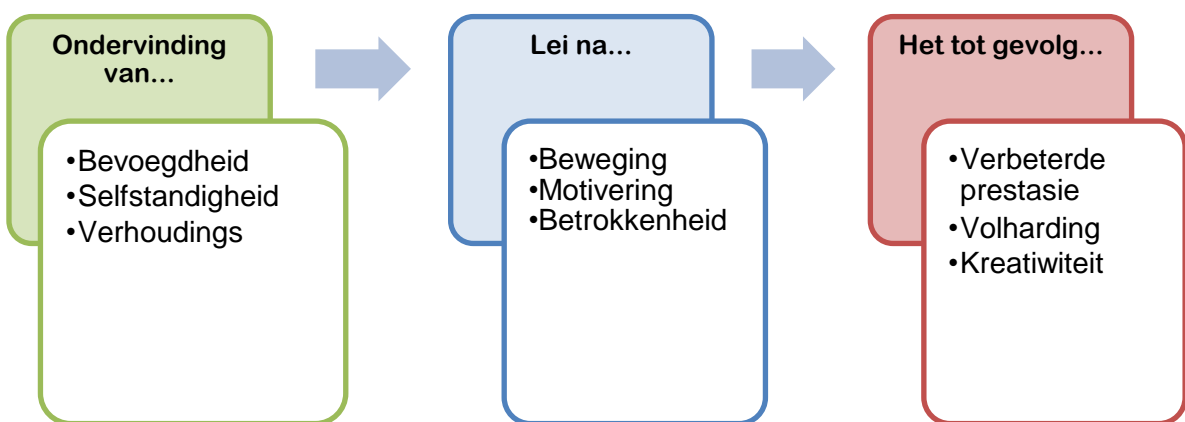 Ondervinding
van...
•Bevoegdheid
•Selfstandigheid
•Verhoudings
Lei na...
•Beweging
•Motivering
•Betrokkenheid
Het tot gevolg...
•Verbeterde
prestasie
•Volharding
•Kreatiwiteit